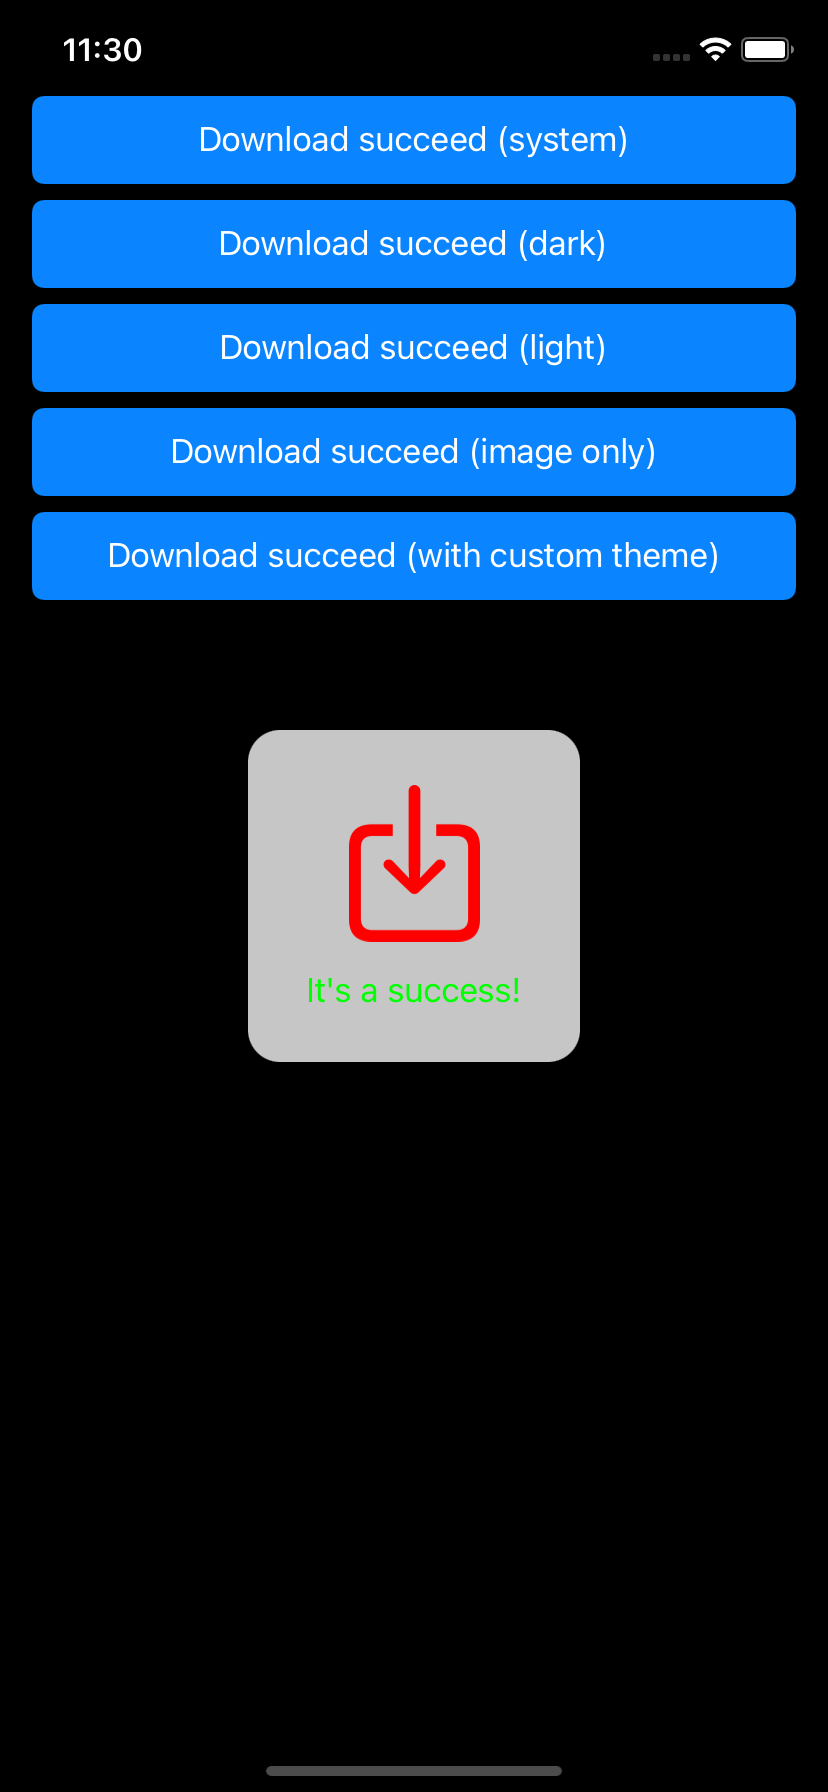 11:30
Download succeed (system)
Download succeed (dark)
Download succeed (light)
Download succeed (image only)
Download succeed (with custom theme)
It's a success!